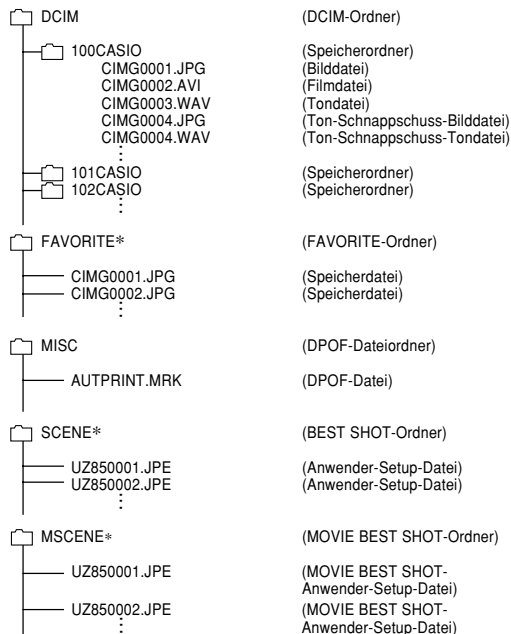 DCIM (DCIM-Ordner)
100CASIO (Speicherordner)
CIMG0001.JPG (Bilddatei)
CIMG0002.AVI (Filmdatei)
CIMG0003.WAV (Tondatei)
CIMG0004.JPG (Ton-Schnappschuss-Bilddatei)
CIMG0004.WAV (Ton-Schnappschuss-Tondatei)
101CASIO (Speicherordner)
102CASIO (Speicherordner)
FAVORITE* (FAVORITE-Ordner)
CIMG0001.JPG (Speicherdatei)
CIMG0002.JPG (Speicherdatei)
MISC (DPOF-Dateiordner)
AUTPRINT.MRK (DPOF-Datei)
SCENE* (BEST SHOT-Ordner)
UZ850001.JPE (Anwender-Setup-Datei)
UZ850002.JPE (Anwender-Setup-Datei)
MSCENE* (MOVIE BEST SHOT-Ordner)
UZ850001.JPE (MOVIE BEST SHOT-
Anwender-Setup-Datei)
UZ850002.JPE (MOVIE BEST SHOT-
Anwender-Setup-Datei)